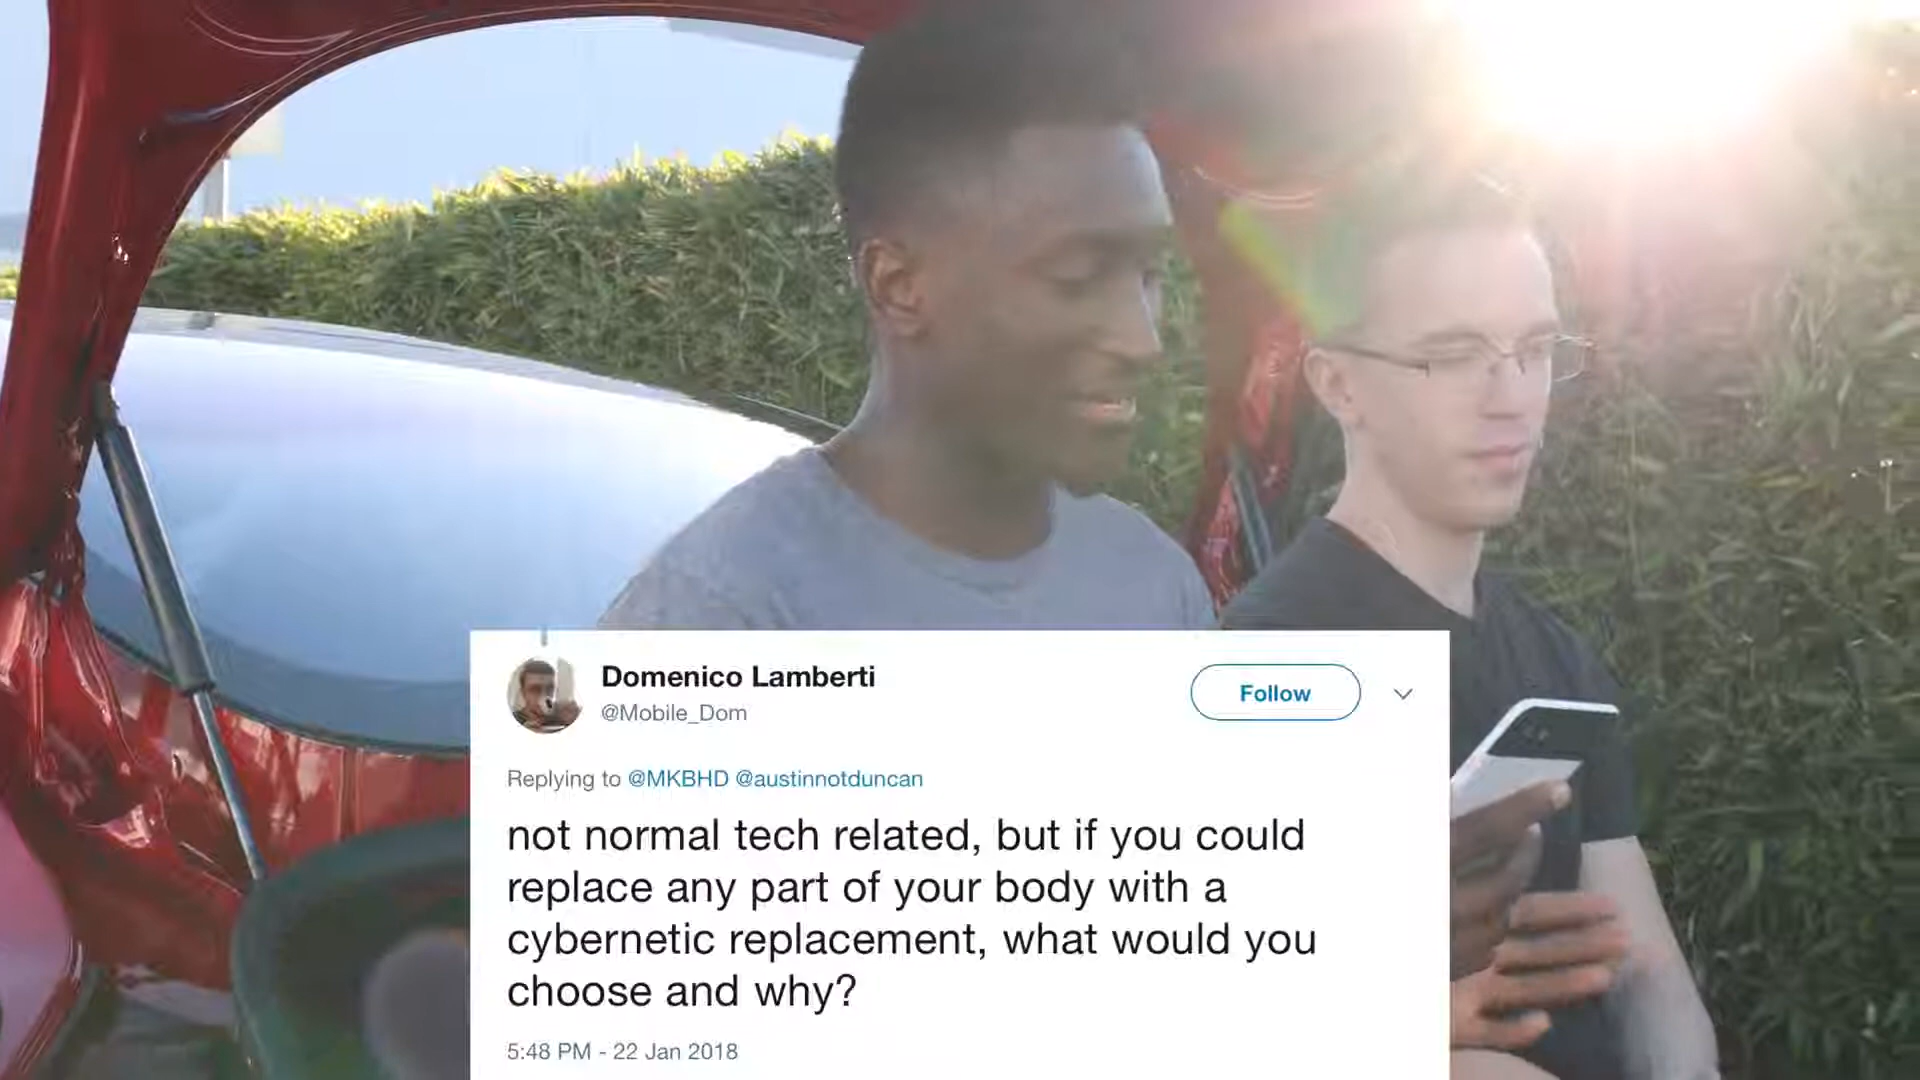 Domenico Lamberti
@Mobile_Dom
Follow
Replying to @MKBHD @austinnotduncan
not normal tech related, but if you could
replace any part of your body with a
cybernetic replacement, what would you
choose and why?
5:48 PM - 22 Jan 2018